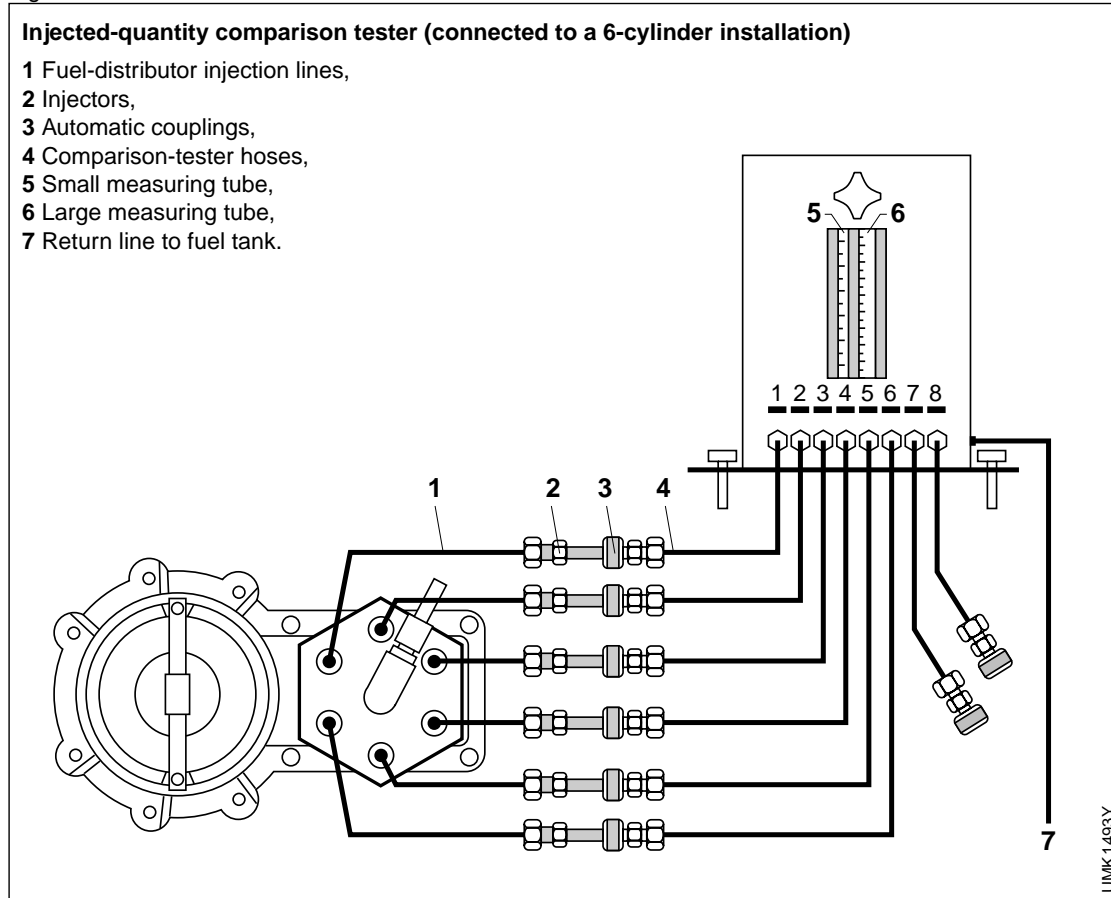 Injected-quantity comparison tester (connected to a 6-cylinder installation)
1 Fuel-distributor injection lines,
2 Injectors,
3 Automatic couplings,
4 Comparison-tester hoses,
5 Small measuring tube,
6 Large measuring tube,
7 Return line to fuel tank.
5 6
1 2 3 4 5 6 7 8
1 2 3 4
7
UMK1493Y